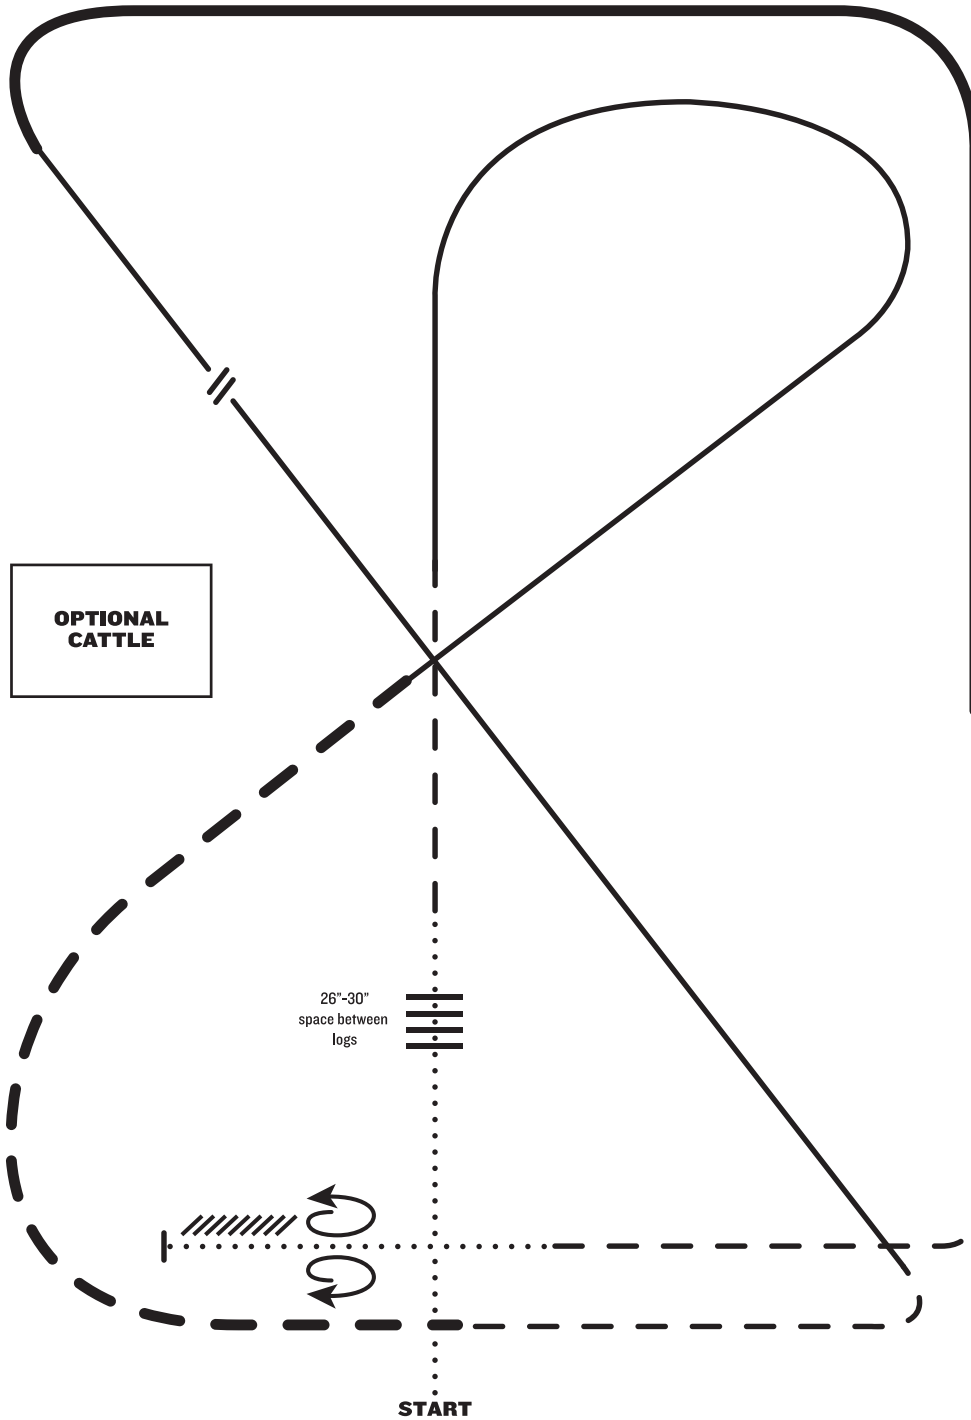 OPTIONAL
CATTLE
26”-30”
space between
logs
START